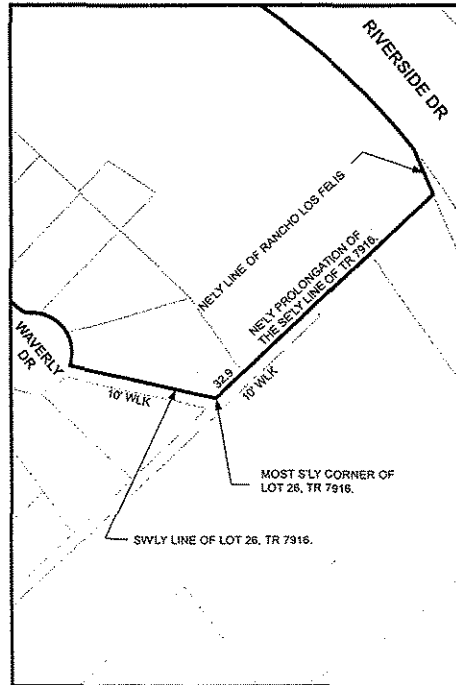 RIVERSIDE DR
NE'LY LINE OF RANCHO LOS FELIS
NE'LY PROLONGATION OF
THE SE'LY LINE OF TR 7916.
WAVERLY
DR
32.9
10' WLK
10' WLK
MOST S'LY CORNER OF
LOT 26, TR 7916.
SW'LY LINE OF LOT 26, TR 7916.